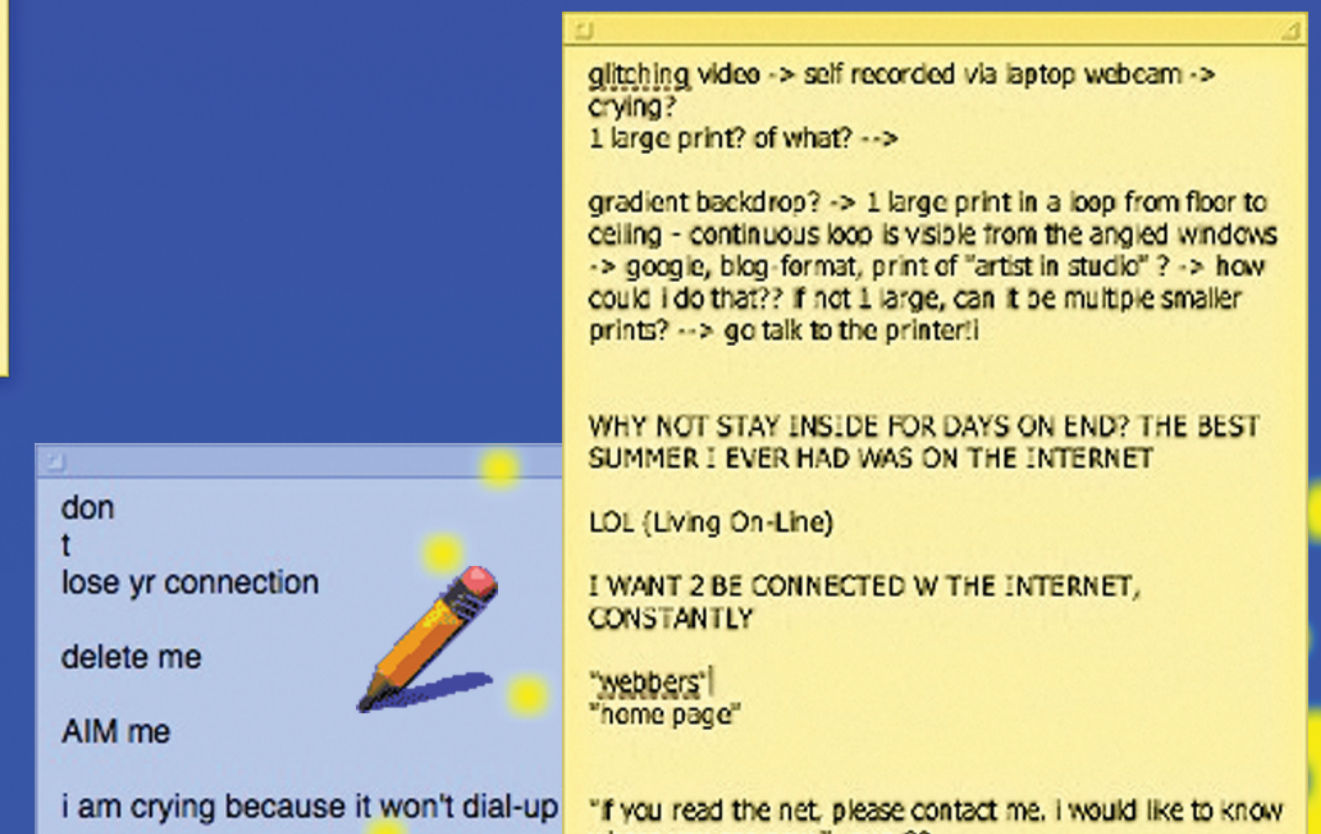 glitching video -> self recorded via laptop webcam ->
crying?
1 large print? of what? -->
gradient backdrop? -> 1 large print in a loop from floor to
ceiling - continuous loop is visible from the angled windows
-> google, blog-format, print of "artist in studio" ? -> how
could i do that?? if not 1 large, can it be multiple smaller
prints? --> go talk to the printer!i
WHY NOT STAY INSIDE FOR DAYS ON END? THE BEST
SUMMER I EVER HAD WAS ON THE INTERNET
LOL (Living On-Line)
I WANT 2 BE CONNECTED W THE INTERNET,
CONSTANTLY
"webbers"
"home page"
"if you read the net, please contact me. i would like to know
don
t
lose yr connection
delete me
AIM me
i am crying because it won't dial-up